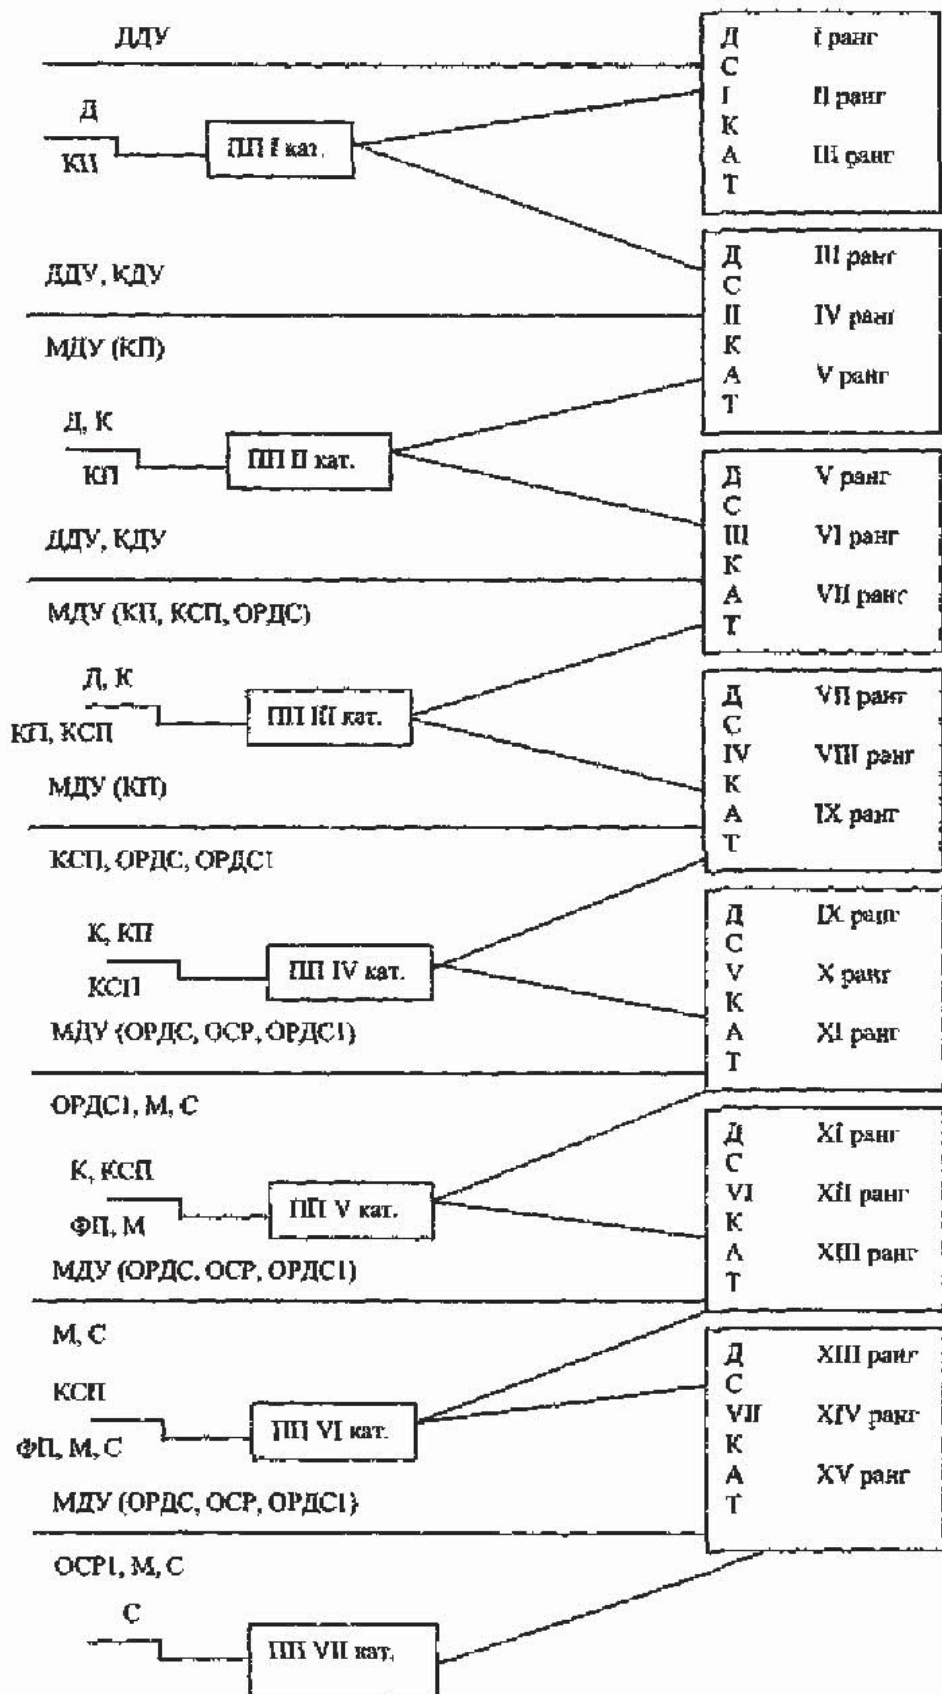 ДДУ
Д
С
I
К
А
Т
I ранг
II ранг
III ранг
Д
КП
ПП I кат.
ДДУ, КДУ
МДУ (КП)
Д
С
II
К
А
Т
III ранг
IV ранг
V ранг
Д, К
КП
ПП II кат.
ДДУ, КДУ
МДУ (КП, КСП, ОРДС)
Д
С
III
К
А
Т
V ранг
VI ранг
VII ранг
Д, К
КП, КСП
ПП III кат.
МДУ (КП)
КСП, ОРДС, ОРДС1
Д
С
IV
К
А
Т
VII ранг
VIII ранг
IX ранг
К, КП
КСП
ПП IV кат.
МДУ (ОРДС, ОСР, ОРДС1)
ОРДС1, М, С
Д
С
V
К
А
Т
IX ранг
X ранг
XI ранг
К, КСП
ФП, М
ПП V кат.
МДУ (ОРДС, ОСР, ОРДС1)
М, С
Д
С
VI
К
А
Т
XI ранг
XII ранг
XIII ранг
КСП
ФП, М, С
ПП VI кат.
МДУ (ОРДС, ОСР, ОРДС1)
ОСР1, М, С
Д
С
VII
К
А
Т
XIII ранг
XIV ранг
XV ранг
С
ПП VII кат.